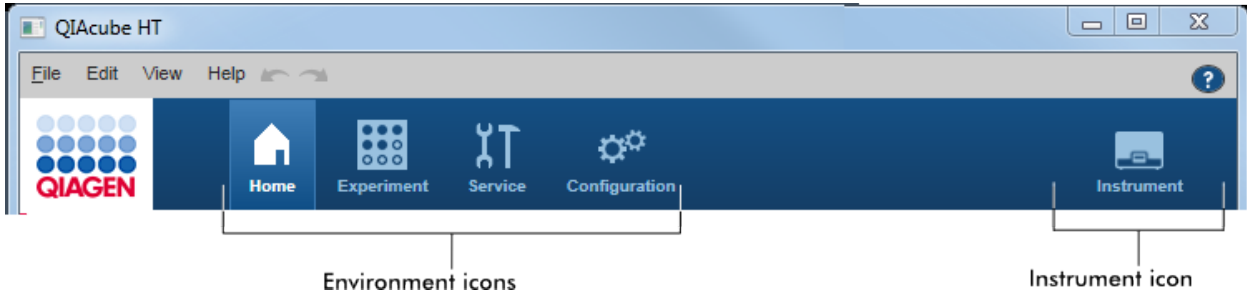 QIAcube HT
File Edit View Help ?
QIAGEN Home Experiment Service Configuration Instrument
Environment icons Instrument icon